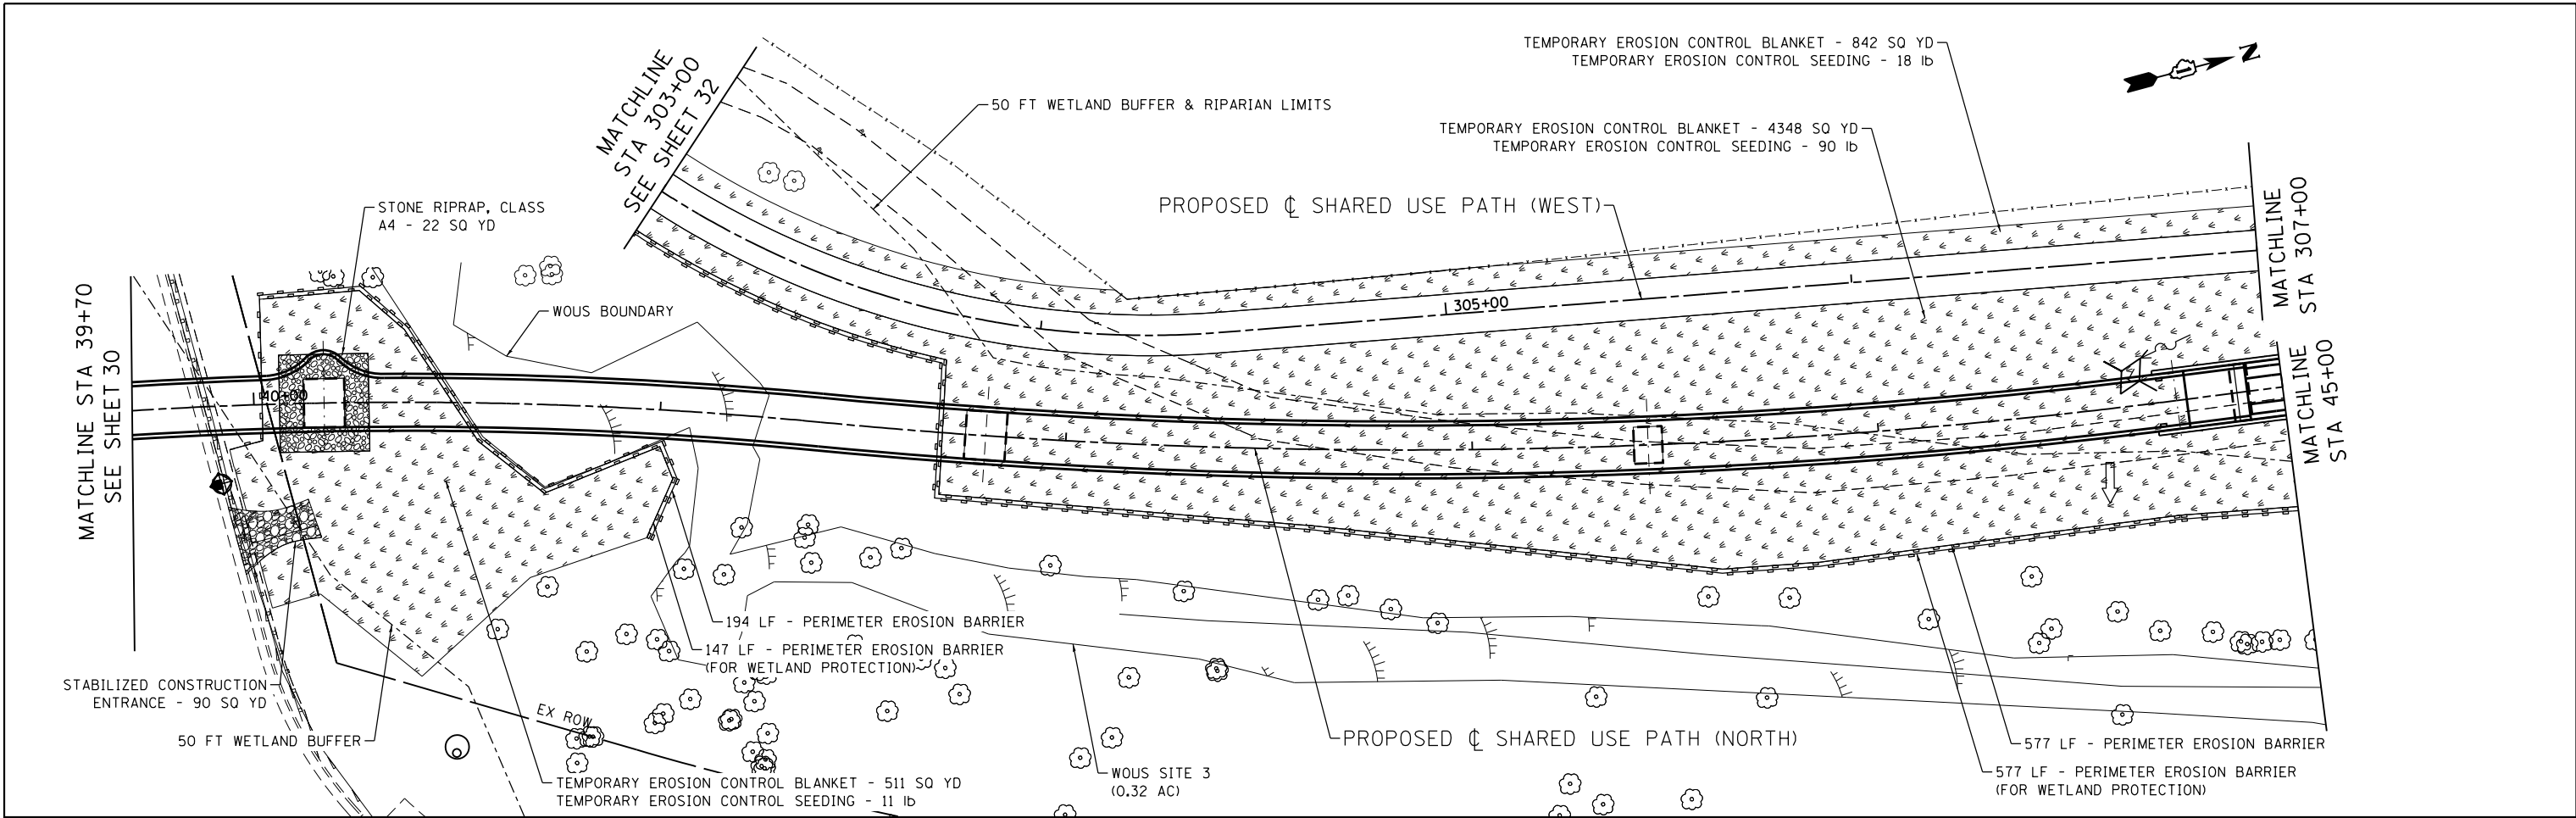 MATCHLINE
STA 303+00
SEE SHEET 32
TEMPORARY EROSION CONTROL BLANKET - 842 SQ YD
TEMPORARY EROSION CONTROL SEEDING - 18 lb
N
50 FT WETLAND BUFFER & RIPARIAN LIMITS
TEMPORARY EROSION CONTROL BLANKET - 4348 SQ YD
TEMPORARY EROSION CONTROL SEEDING - 90 lb
PROPOSED ℄ SHARED USE PATH (WEST)
STONE RIPRAP, CLASS
A4 - 22 SQ YD
MATCHLINE
STA 307+00
WOUS BOUNDARY
305+00
MATCHLINE STA 39+70
SEE SHEET 30
40+00
MATCHLINE
STA 45+00
194 LF - PERIMETER EROSION BARRIER
147 LF - PERIMETER EROSION BARRIER
(FOR WETLAND PROTECTION)
STABILIZED CONSTRUCTION
ENTRANCE - 90 SQ YD
EX ROW
50 FT WETLAND BUFFER
PROPOSED ℄ SHARED USE PATH (NORTH)
577 LF - PERIMETER EROSION BARRIER
577 LF - PERIMETER EROSION BARRIER
(FOR WETLAND PROTECTION)
WOUS SITE 3
(0.32 AC)
TEMPORARY EROSION CONTROL BLANKET - 511 SQ YD
TEMPORARY EROSION CONTROL SEEDING - 11 lb